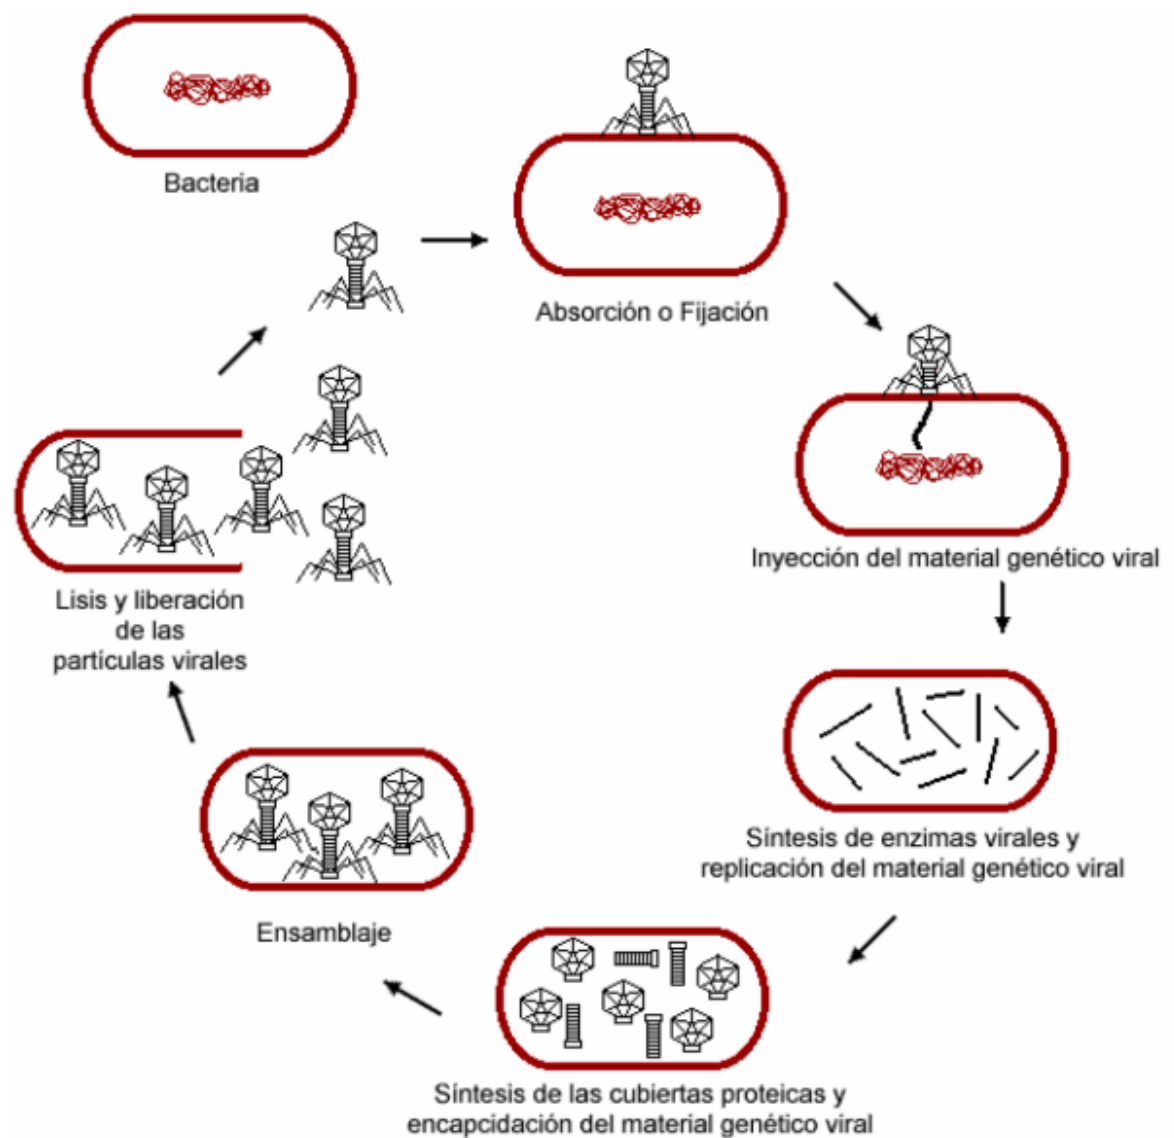 Bacteria
Absorción o Fijación
Inyección del material genético viral
Síntesis de enzimas virales y
replicación del material genético viral
Síntesis de las cubiertas proteicas y
encapcidación del material genético viral
Ensamblaje
Lisis y liberación
de las
partículas virales